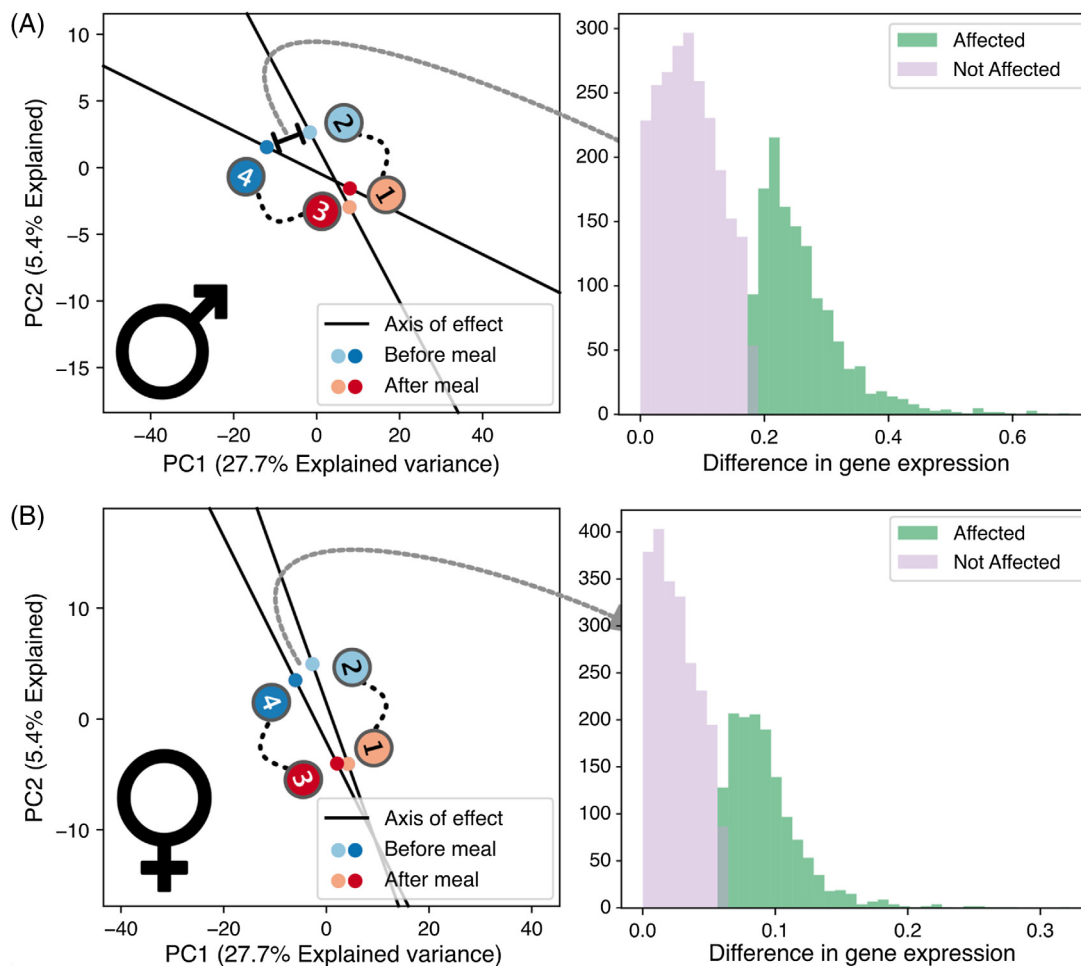 (A)
PC2 (5.4% Explained)
10
5
0
−5
−10
−15
2
4
3
1
Axis of effect
Before meal
After meal
−40 −20 0 20 40
PC1 (27.7% Explained variance)
300
250
200
150
100
50
0
Affected
Not Affected
0.0 0.2 0.4 0.6
Difference in gene expression
(B)
PC2 (5.4% Explained)
10
0
−10
2
4
1
3
Axis of effect
Before meal
After meal
−40 −20 0 20 40
PC1 (27.7% Explained variance)
400
350
300
250
200
150
100
50
0
Affected
Not Affected
0.0 0.1 0.2 0.3
Difference in gene expression